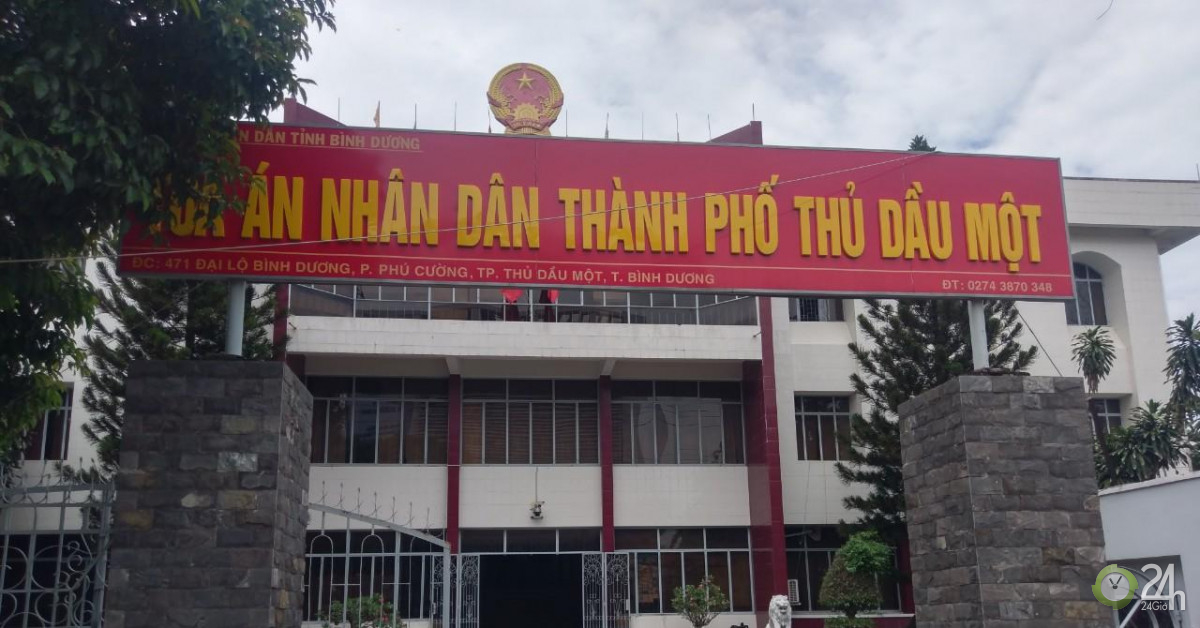 DÂN TỈNH BÌNH DƯƠNG
ÁN NHÂN DÂN THÀNH PHỐ THỦ DẦU MỘT
ĐC: 471 ĐẠI LỘ BÌNH DƯƠNG, P. PHÚ CƯỜNG, TP. THỦ DẦU MỘT, T. BÌNH DƯƠNG
ĐT: 0274 3870 348
24h
24Giờ